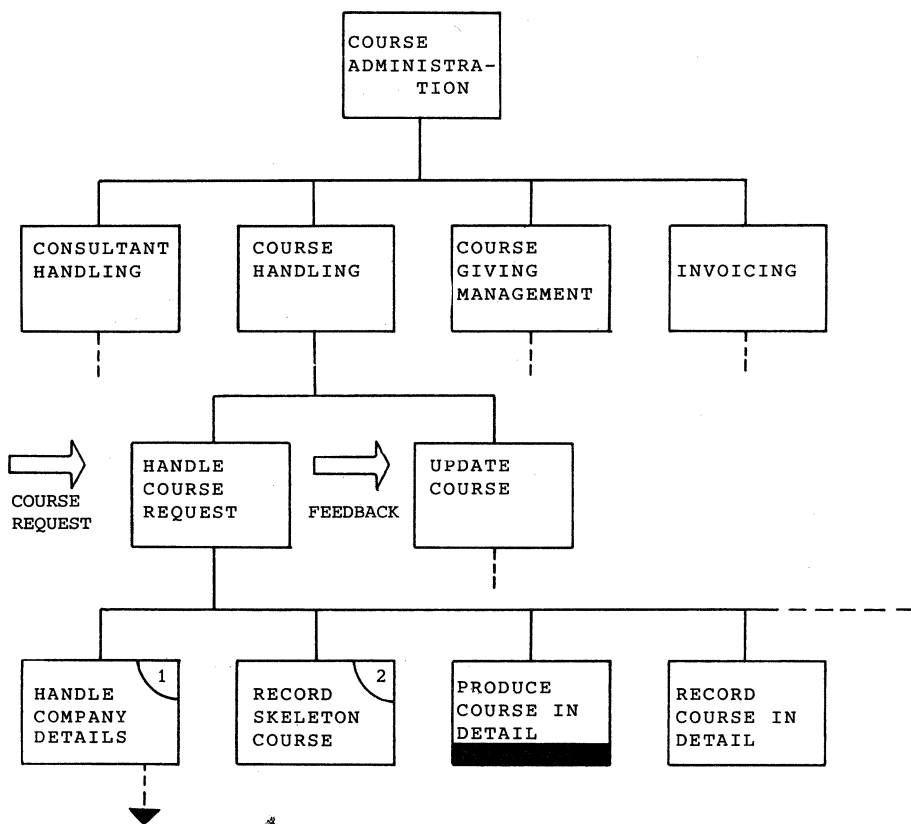 COURSE
ADMINISTRA-
TION
CONSULTANT
HANDLING
COURSE
HANDLING
COURSE
GIVING
MANAGEMENT
INVOICING
COURSE
REQUEST
HANDLE
COURSE
REQUEST
FEEDBACK
UPDATE
COURSE
1
HANDLE
COMPANY
DETAILS
2
RECORD
SKELETON
COURSE
PRODUCE
COURSE IN
DETAIL
RECORD
COURSE IN
DETAIL